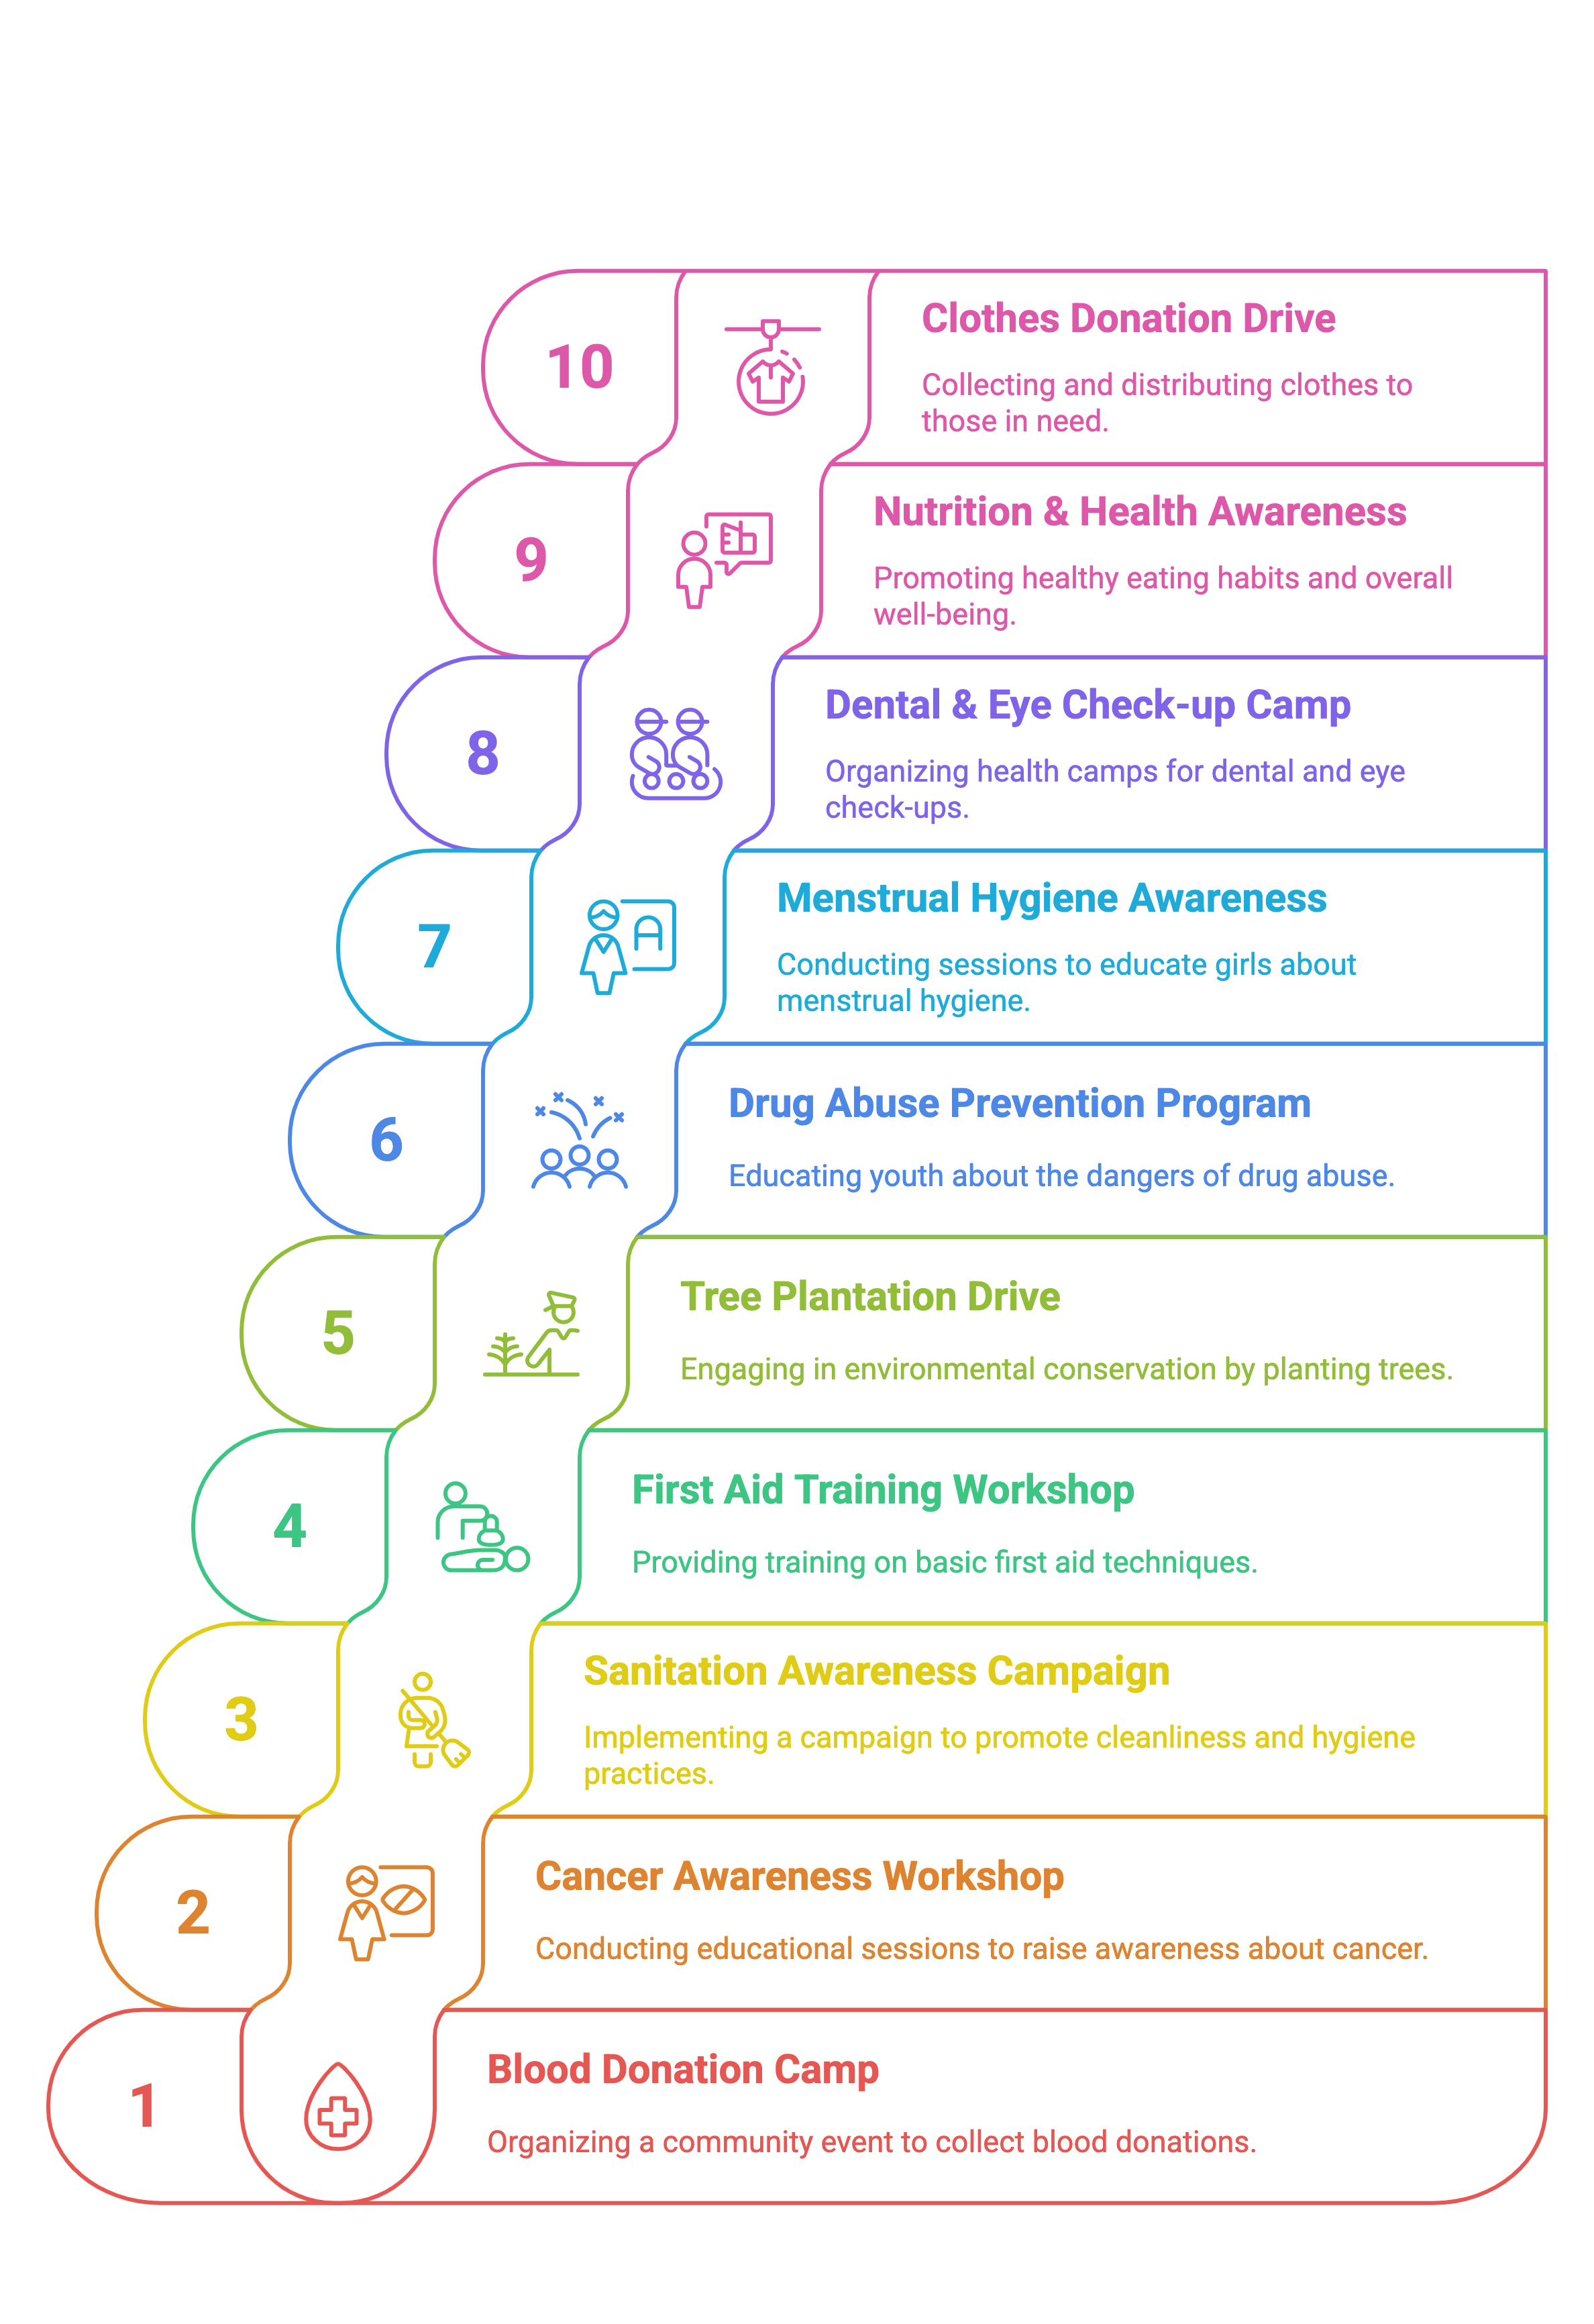 10
Clothes Donation Drive
Collecting and distributing clothes to
those in need.
9
Nutrition & Health Awareness
Promoting healthy eating habits and overall
well-being.
8
Dental & Eye Check-up Camp
Organizing health camps for dental and eye
check-ups.
7
Menstrual Hygiene Awareness
Conducting sessions to educate girls about
menstrual hygiene.
6
Drug Abuse Prevention Program
Educating youth about the dangers of drug abuse.
5
Tree Plantation Drive
Engaging in environmental conservation by planting trees.
4
First Aid Training Workshop
Providing training on basic first aid techniques.
3
Sanitation Awareness Campaign
Implementing a campaign to promote cleanliness and hygiene
practices.
2
Cancer Awareness Workshop
Conducting educational sessions to raise awareness about cancer.
1
Blood Donation Camp
Organizing a community event to collect blood donations.